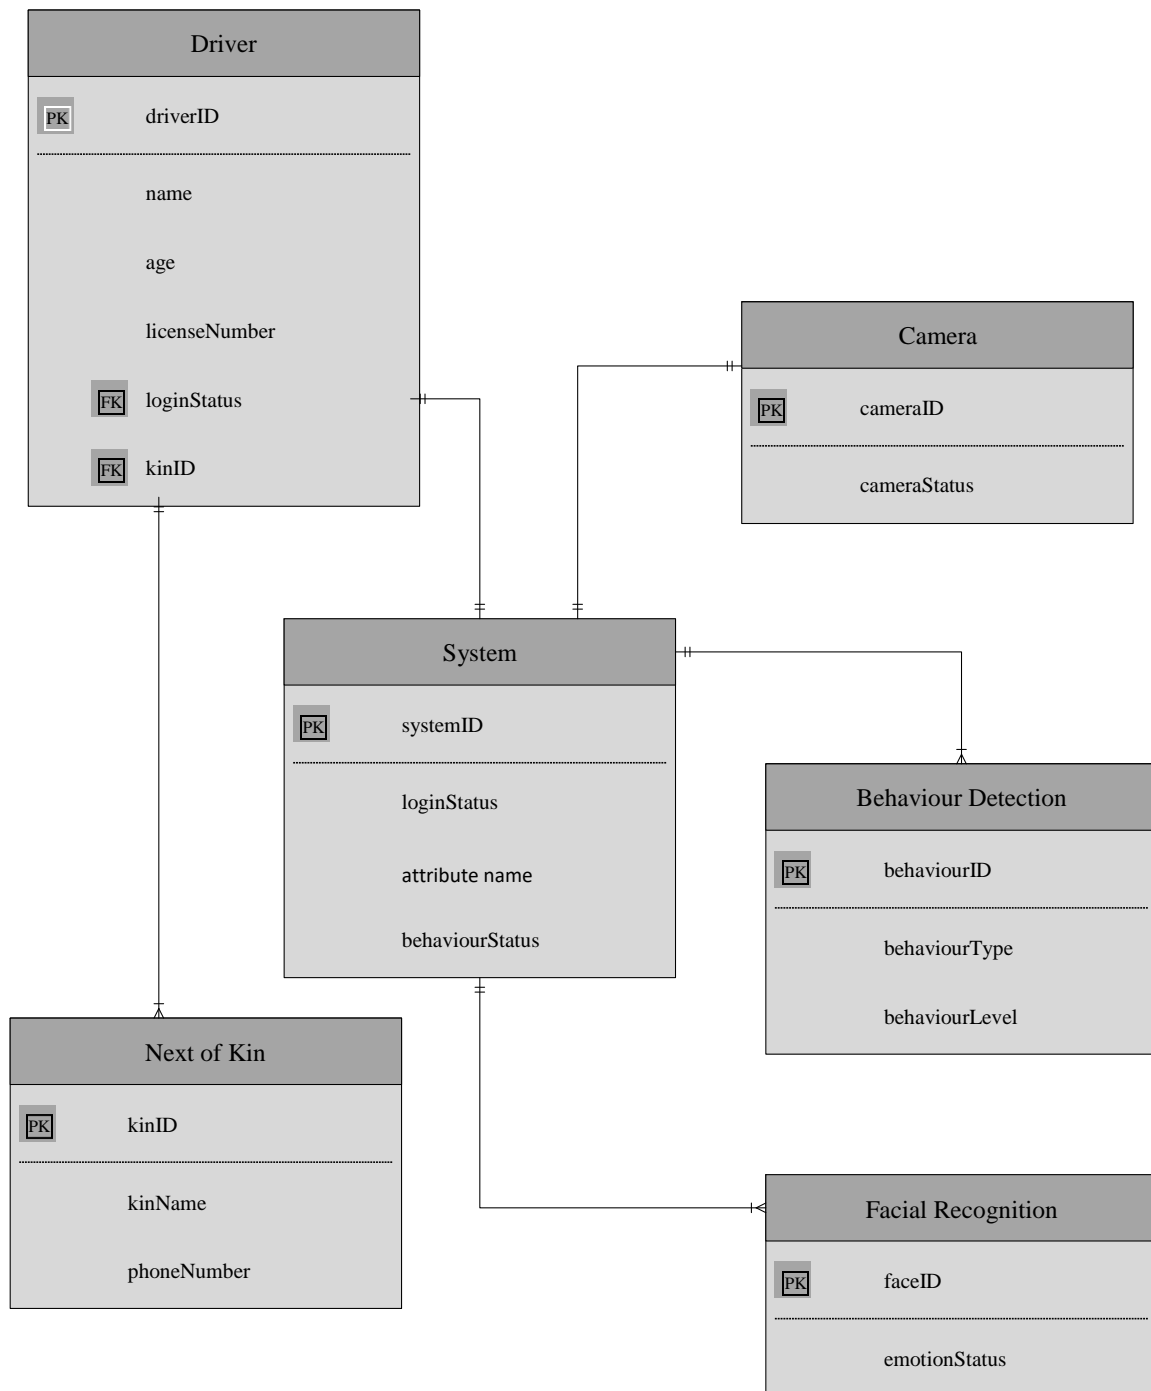 Driver
PK driverID
name
age
licenseNumber
FK loginStatus
FK kinID
Camera
PK cameraID
cameraStatus
System
PK systemID
loginStatus
attribute name
behaviourStatus
Behaviour Detection
PK behaviourID
behaviourType
behaviourLevel
Next of Kin
PK kinID
kinName
phoneNumber
Facial Recognition
PK faceID
emotionStatus